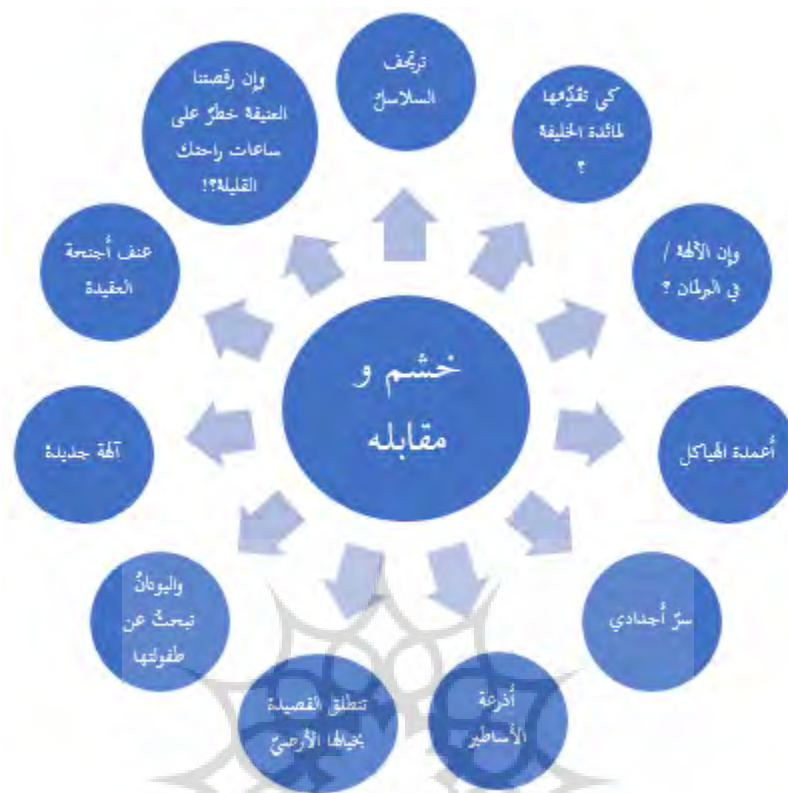 ترتجف
السلاسلُ
كي تقدّمها
لمائدة الخليفة
؟
وإن الآلهة /
في البرلمان ؟
أعمدة الهياكل
سرّ أجدادي
أذرعة
الأساطير
تنطلق القصيدة
بخيالها الأرضيّ
واليونانُ
تبحثُ عن
طفولتها
آلهة جديدة
عنف أجنحة
العقيدة
وإن رقصتنا
العنيفة خطرٌ على
ساعات راحتك
القليلة؟!
خشم و
مقابله